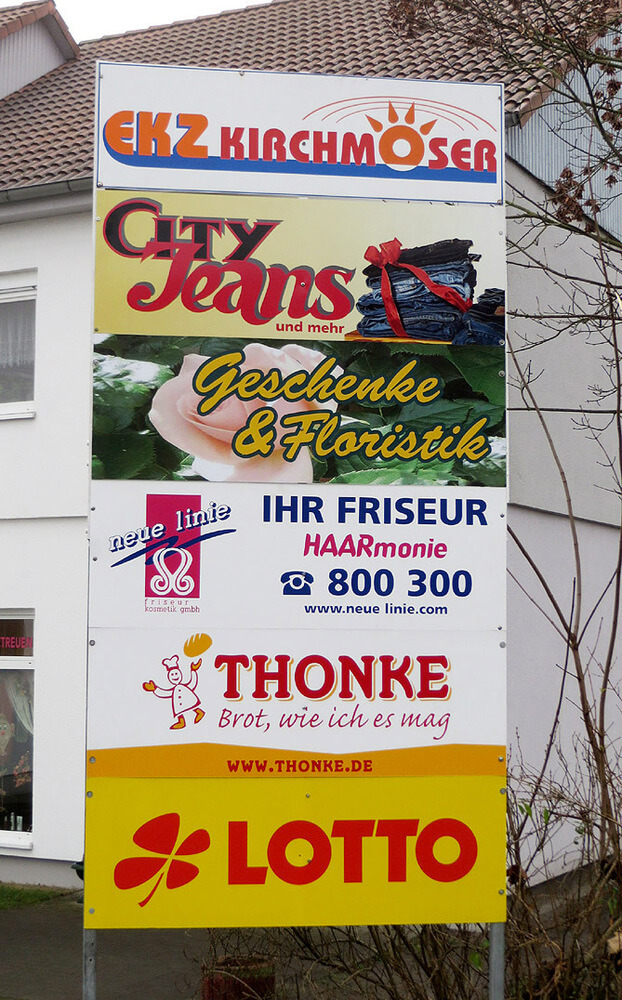 EKZ KIRCHMÖSER
CITY
Jeans
und mehr
Geschenke
& Floristik
neue linie
friseur
kosmetik gmbh
IHR FRISEUR
HAARmonie
☎ 800 300
www.neue linie.com
THONKE
Brot, wie ich es mag
WWW.THONKE.DE
LOTTO
TREUEN